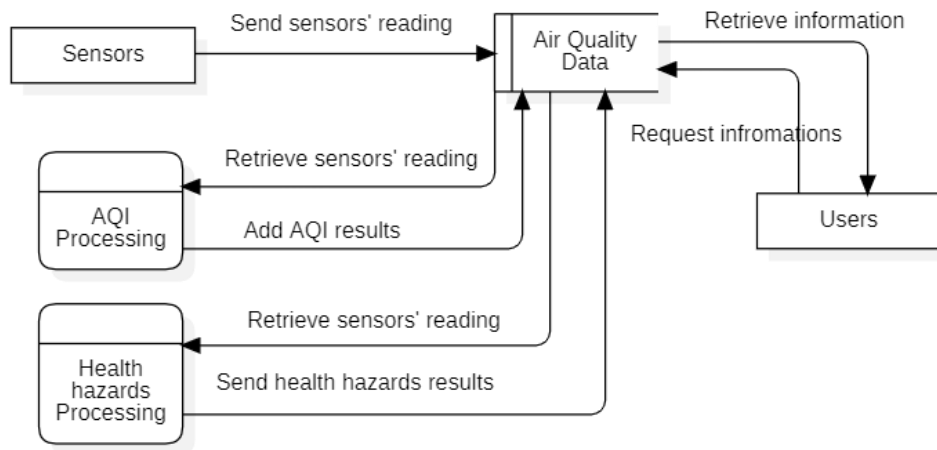 Send sensors' reading
Retrieve information
Sensors
Air Quality
Data
Request infromations
Retrieve sensors' reading
AQI
Processing
Add AQI results
Users
Retrieve sensors' reading
Health
hazards
Processing
Send health hazards results